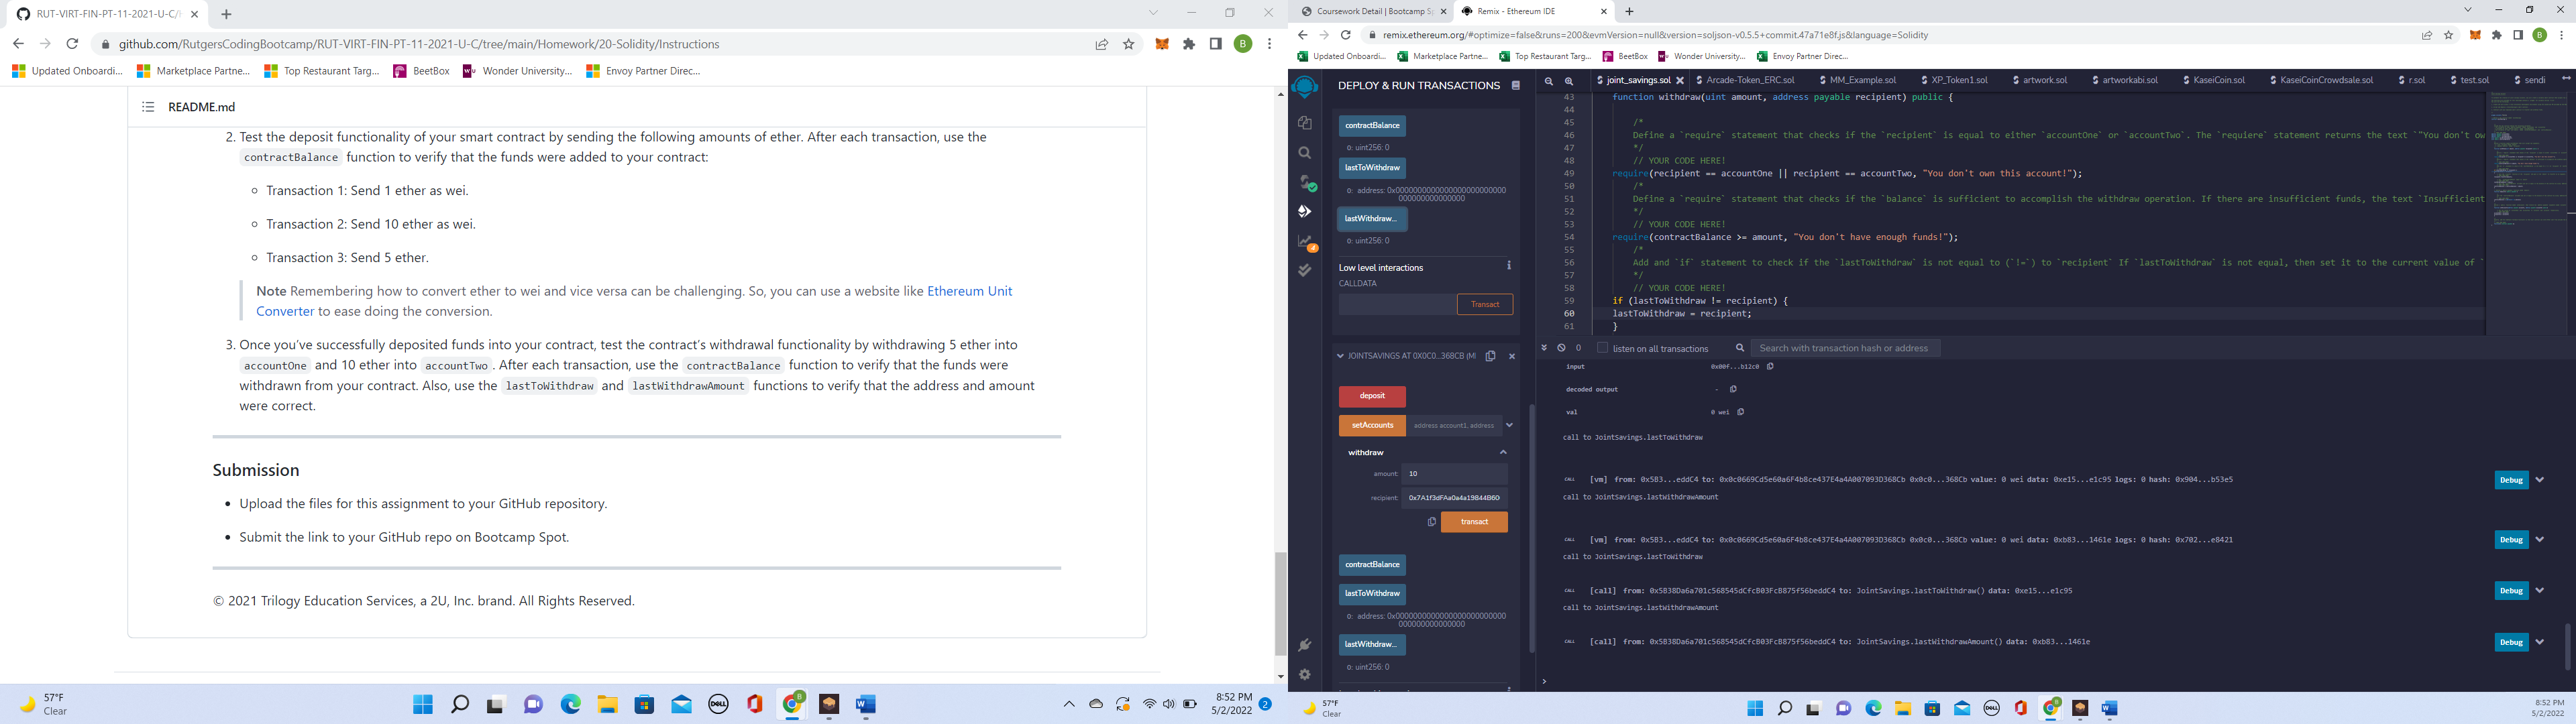 RUT-VIRT-FIN-PT-11-2021-U-C/
github.com/RutgersCodingBootcamp/RUT-VIRT-FIN-PT-11-2021-U-C/tree/main/Homework/20-Solidity/Instructions
B
Updated Onboardi... Marketplace Partne... Top Restaurant Targ... BeetBox Wonder University... Envoy Partner Direc...
README.md
2. Test the deposit functionality of your smart contract by sending the following amounts of ether. After each transaction, use the
contractBalance function to verify that the funds were added to your contract:
Transaction 1: Send 1 ether as wei.
Transaction 2: Send 10 ether as wei.
Transaction 3: Send 5 ether.
Note Remembering how to convert ether to wei and vice versa can be challenging. So, you can use a website like Ethereum Unit
Converter to ease doing the conversion.
3. Once you've successfully deposited funds into your contract, test the contract's withdrawal functionality by withdrawing 5 ether into
accountOne and 10 ether into accountTwo . After each transaction, use the contractBalance function to verify that the funds were
withdrawn from your contract. Also, use the lastToWithdraw and lastWithdrawAmount functions to verify that the address and amount
were correct.
Submission
• Upload the files for this assignment to your GitHub repository.
• Submit the link to your GitHub repo on Bootcamp Spot.
© 2021 Trilogy Education Services, a 2U, Inc. brand. All Rights Reserved.
57°F
Clear
8:52 PM
5/2/2022
2
Coursework Detail | Bootcamp Sp
Remix - Ethereum IDE
remix.ethereum.org/#optimize=false&runs=200&evmVersion=null&version=soljson-v0.5.5+commit.47a71e8f.js&language=Solidity
B
Updated Onboardi... Marketplace Partne... Top Restaurant Targ... BeetBox Wonder University... Envoy Partner Direc...
DEPLOY & RUN TRANSACTIONS
contractBalance
0: uint256: 0
lastToWithdraw
0: address: 0x00000000000000000000000000
00000000000000
lastWithdraw...
0: uint256: 0
Low level interactions
CALLDATA
Transact
JOINTSAVINGS AT 0X0C0...368CB (M
deposit
setAccounts address account1, address
withdraw
amount: 10
recipient: 0x7A1f3dFAa0a4a19844B60
transact
contractBalance
lastToWithdraw
0: address: 0x00000000000000000000000000
00000000000000
lastWithdraw...
0: uint256: 0
joint_savings.sol Arcade-Token_ERC.sol MM_Example.sol XP_Token1.sol artwork.sol artworkabi.sol KaseiCoin.sol KaseiCoinCrowdsale.sol r.sol test.sol sendi
43 function withdraw(uint amount, address payable recipient) public {
44
45 /*
46 Define a `require` statement that checks if the `recipient` is equal to either `accountOne` or `accountTwo`. The `requiere` statement returns the text `"You don't ow
47 */
48 // YOUR CODE HERE!
49 require(recipient == accountOne || recipient == accountTwo, "You don't own this account!");
50 /*
51 Define a `require` statement that checks if the `balance` is sufficient to accomplish the withdraw operation. If there are insufficient funds, the text `Insufficient
52 */
53 // YOUR CODE HERE!
54 require(contractBalance >= amount, "You don't have enough funds!");
55 /*
56 Add and `if` statement to check if the `lastToWithdraw` is not equal to (`!=`) to `recipient` If `lastToWithdraw` is not equal, then set it to the current value of `
57 */
58 // YOUR CODE HERE!
59 if (lastToWithdraw != recipient) {
60 lastToWithdraw = recipient;
61 }
0 listen on all transactions Search with transaction hash or address
input 0x00f...b12c0
decoded output -
val 0 wei
call to JointSavings.lastToWithdraw
CALL [vm] from: 0x5B3...eddC4 to: 0x0c0669Cd5e60a6F4b8ce437E4a4A007093D368Cb 0x0c0...368Cb value: 0 wei data: 0xe15...e1c95 logs: 0 hash: 0x904...b53e5 Debug
call to JointSavings.lastWithdrawAmount
CALL [vm] from: 0x5B3...eddC4 to: 0x0c0669Cd5e60a6F4b8ce437E4a4A007093D368Cb 0x0c0...368Cb value: 0 wei data: 0xb83...1461e logs: 0 hash: 0x702...e8421 Debug
call to JointSavings.lastToWithdraw
CALL [call] from: 0x5B38Da6a701c568545dCfcB03FcB875f56beddC4 to: JointSavings.lastToWithdraw() data: 0xe15...e1c95 Debug
call to JointSavings.lastWithdrawAmount
CALL [call] from: 0x5B38Da6a701c568545dCfcB03FcB875f56beddC4 to: JointSavings.lastWithdrawAmount() data: 0xb83...1461e Debug
57°F
Clear
8:52 PM
5/2/2022